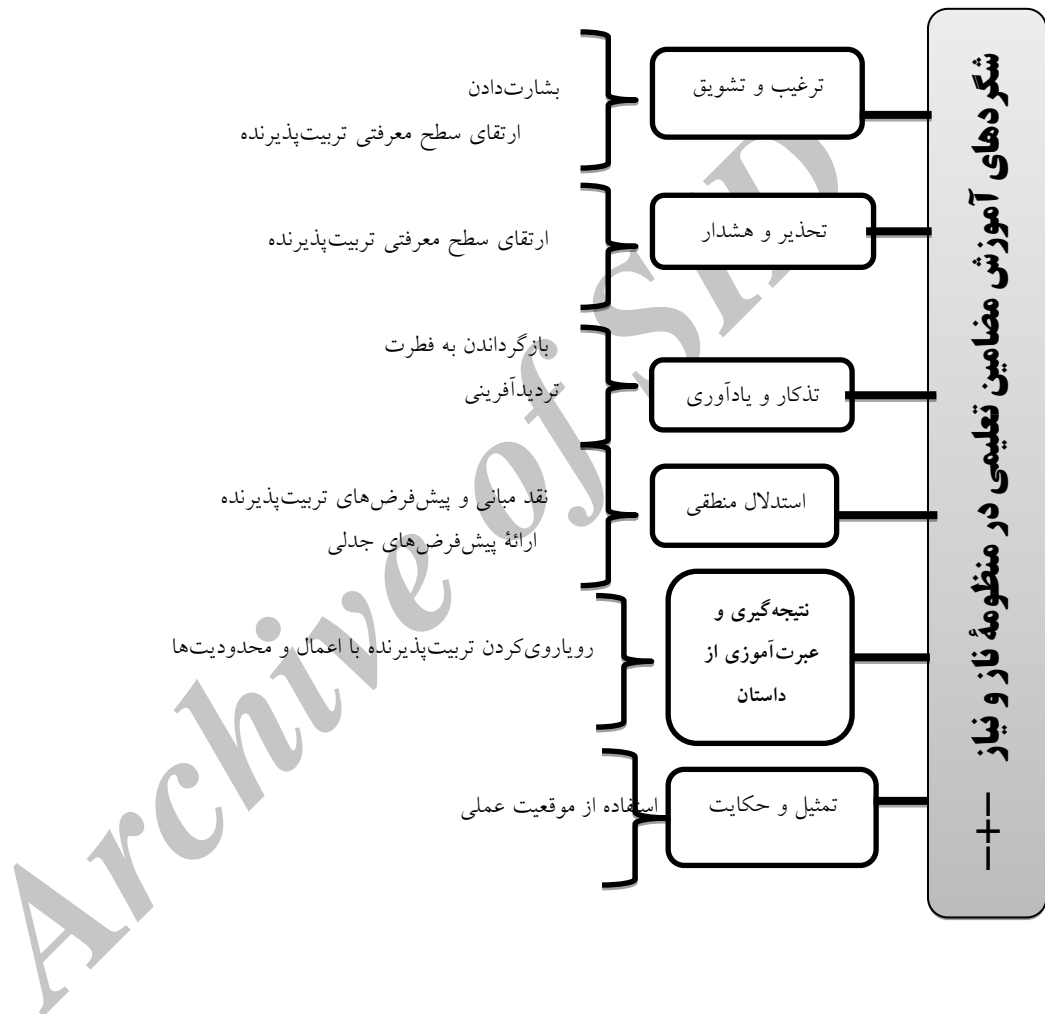 شگردهای آموزش مضامین تعلیمی در منظومهٔ ناز و نیاز
ترغیب و تشویق
بشارت‌دادن
ارتقای سطح معرفتی تربیت‌پذیرنده
تحذیر و هشدار
ارتقای سطح معرفتی تربیت‌پذیرنده
تذکار و یادآوری
بازگرداندن به فطرت
تردیدآفرینی
استدلال منطقی
نقد مبانی و پیش‌فرض‌های تربیت‌پذیرنده
ارائهٔ پیش‌فرض‌های جدلی
نتیجه‌گیری و
عبرت‌آموزی از
داستان
رویاروی‌کردن تربیت‌پذیرنده با اعمال و محدودیت‌ها
تمثیل و حکایت
استفاده از موقعیت عملی
Archive of SID